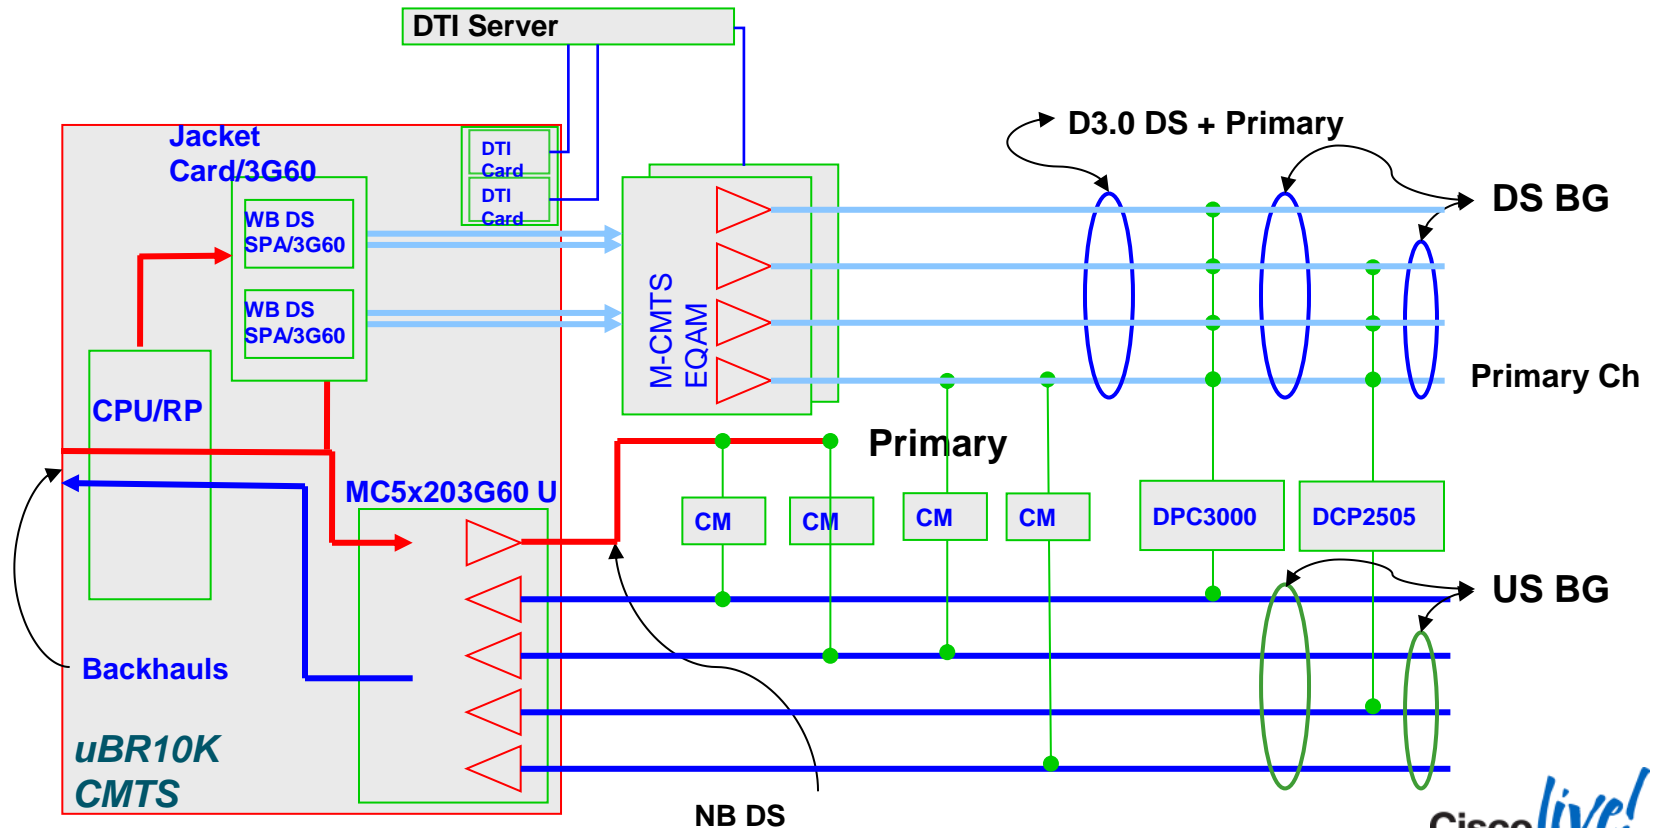 DTI Server
Jacket
Card/3G60
DTI
Card
DTI
Card
WB DS
SPA/3G60
WB DS
SPA/3G60
CPU/RP
M-CMTS
EQAM
D3.0 DS + Primary
DS BG
Primary Ch
Primary
MC5x203G60 U
CM
CM
CM
CM
DPC3000
DCP2505
US BG
Backhauls
uBR10K
CMTS
NB DS
Cisco live!